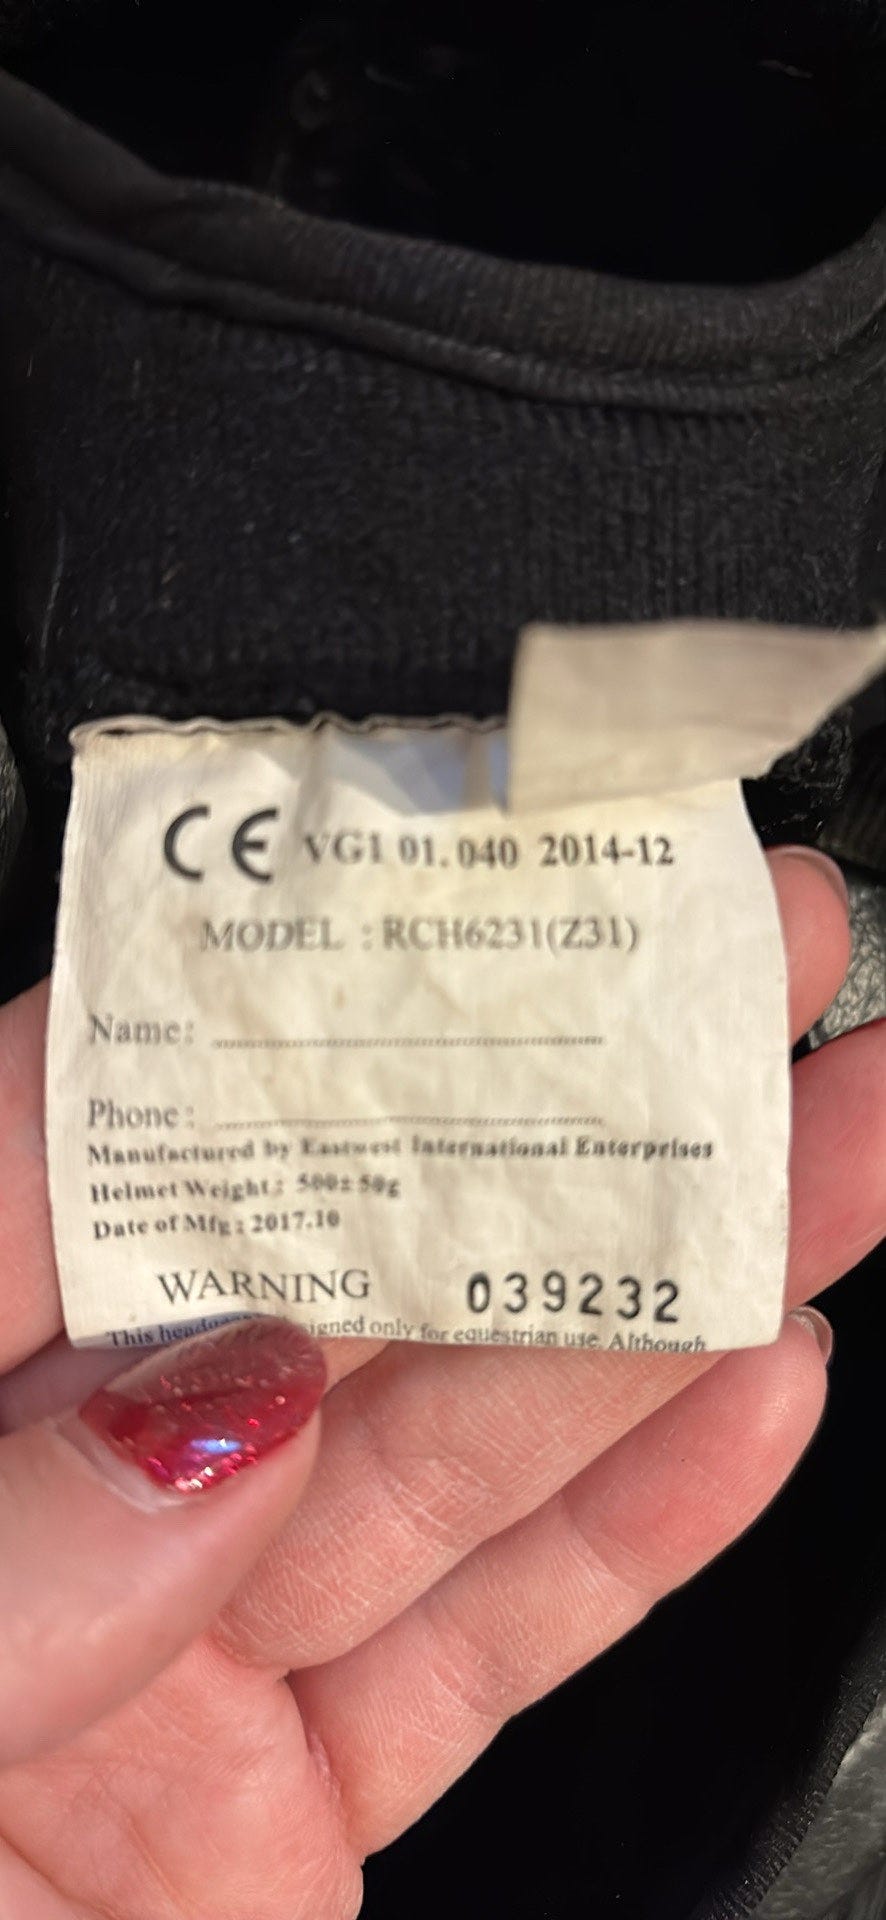 CE VG1 01.040 2014-12
MODEL : RCH6231(Z31)
Name:
Phone:
Manufactured by Eastwest International Enterprises
Helmet Weight: 500±50g
Date of Mfg: 2017.10
WARNING 039232
This only for equestrian use. Although